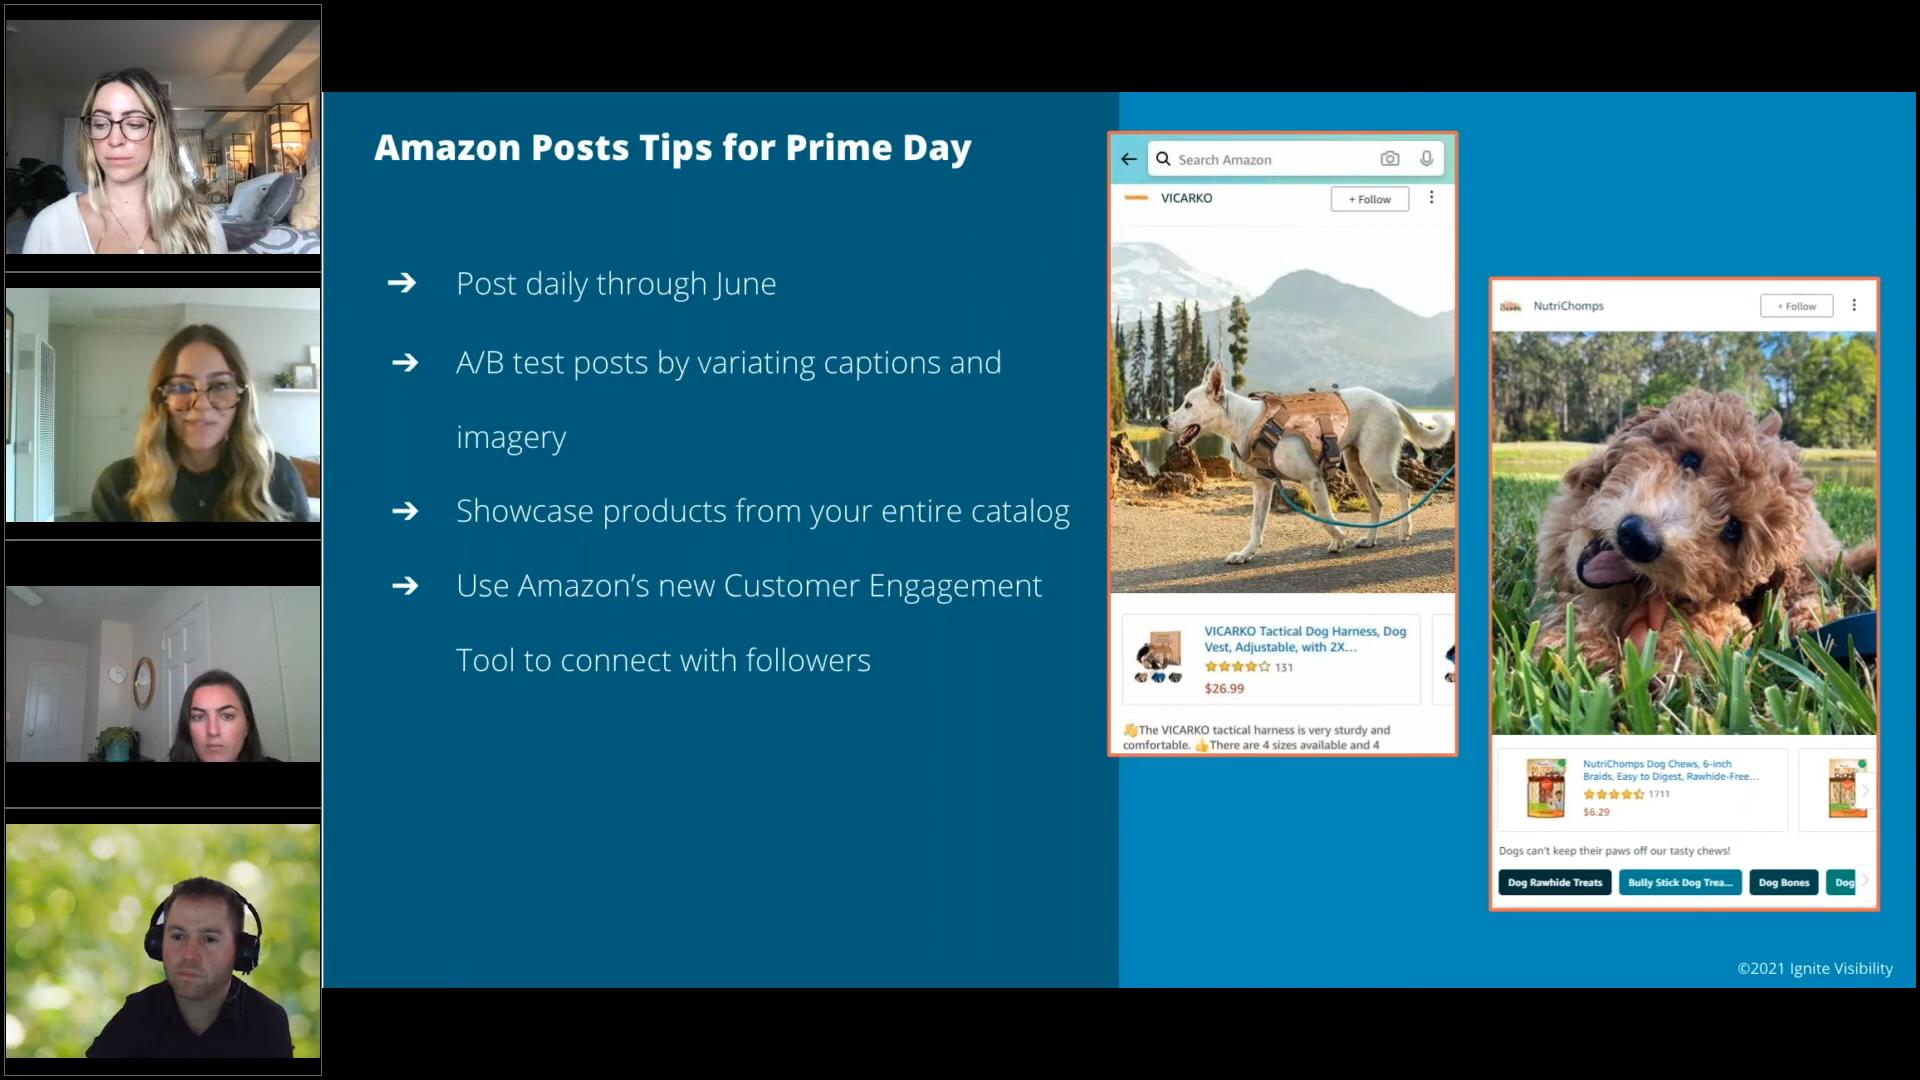 Amazon Posts Tips for Prime Day
➔ Post daily through June
➔ A/B test posts by variating captions and
imagery
➔ Showcase products from your entire catalog
➔ Use Amazon’s new Customer Engagement
Tool to connect with followers
Search Amazon
VICARKO
+ Follow
VICARKO Tactical Dog Harness, Dog
Vest, Adjustable, with 2X...
131
$26.99
👋The VICARKO tactical harness is very sturdy and
comfortable. 👍There are 4 sizes available and 4
NutriChomps
+ Follow
NutriChomps Dog Chews, 6-inch
Braids, Easy to Digest, Rawhide-Free...
1711
$6.29
Dogs can't keep their paws off our tasty chews!
Dog Rawhide Treats
Bully Stick Dog Trea...
Dog Bones
Dog
©2021 Ignite Visibility